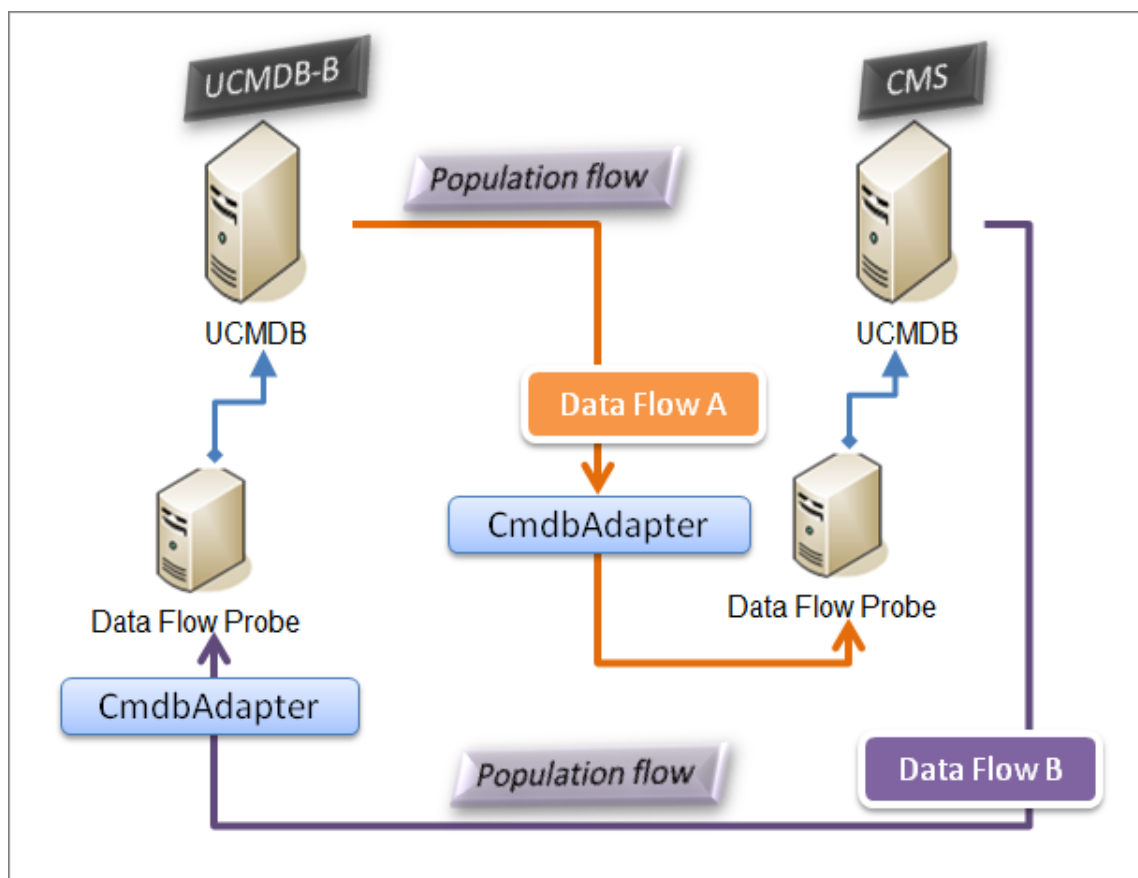 UCMDB-B
CMS
Population flow
UCMDB
UCMDB
Data Flow A
CmdbAdapter
Data Flow Probe
Data Flow Probe
CmdbAdapter
Population flow
Data Flow B